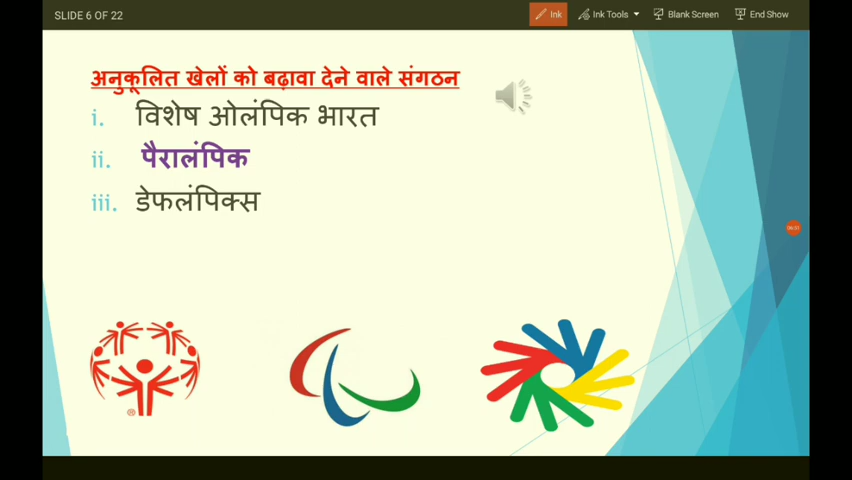 SLIDE 6 OF 22
Ink
Ink Tools
Blank Screen
End Show
अनुकूलित खेलों को बढ़ावा देने वाले संगठन
i. विशेष ओलंपिक भारत
ii. पैरालंपिक
iii. डेफलंपिक्स
®